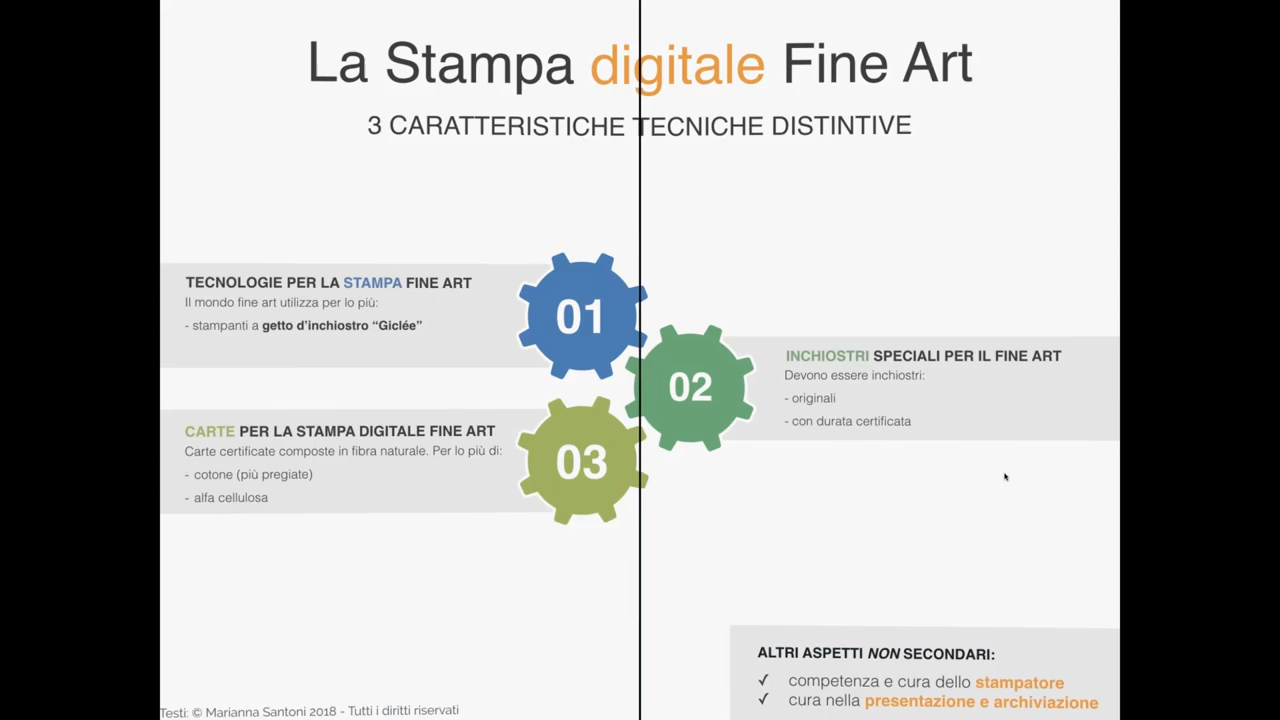 La Stampa digitale Fine Art
3 CARATTERISTICHE TECNICHE DISTINTIVE
TECNOLOGIE PER LA STAMPA FINE ART
Il mondo fine art utilizza per lo più:
- stampanti a getto d'inchiostro “Giclée”
01
02
INCHIOSTRI SPECIALI PER IL FINE ART
Devono essere inchiostri:
- originali
- con durata certificata
CARTE PER LA STAMPA DIGITALE FINE ART
Carte certificate composte in fibra naturale. Per lo più di:
- cotone (più pregiate)
- alfa cellulosa
03
ALTRI ASPETTI NON SECONDARI:
✓ competenza e cura dello stampatore
✓ cura nella presentazione e archiviazione
Testi: © Marianna Santoni 2018 - Tutti i diritti riservati